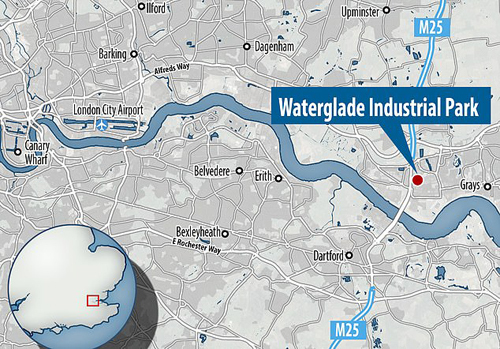 Ilford
Upminster
M25
Barking
Dagenham
Alfreds Way
London City Airport
Waterglade Industrial Park
Canary
Wharf
Belvedere
Erith
Grays
Bexleyheath
E Rochester Way
Dartford
M25